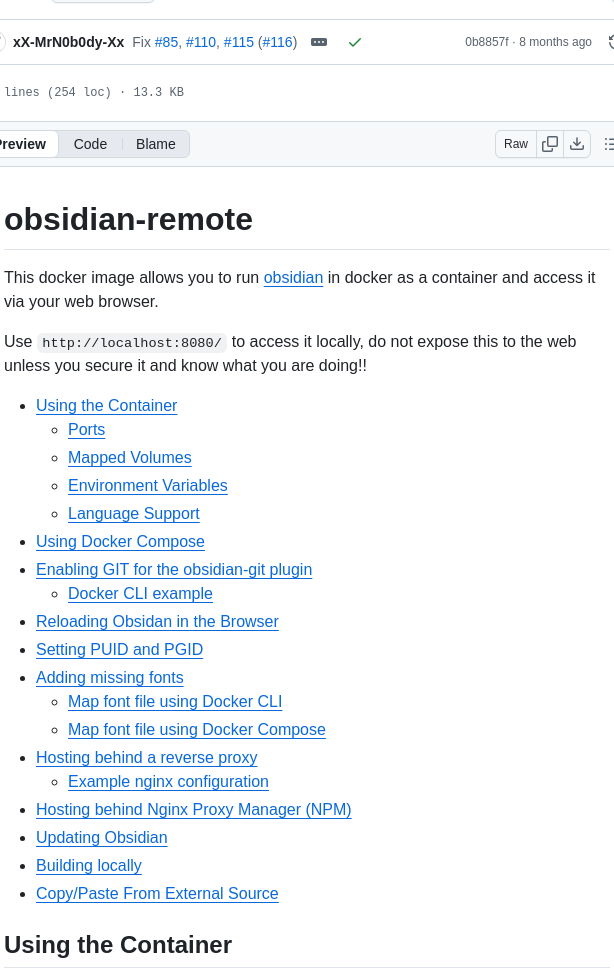 xX-MrN0b0dy-Xx Fix #85, #110, #115 (#116) 0b8857f · 8 months ago
lines (254 loc) · 13.3 KB
Preview Code Blame Raw
obsidian-remote
This docker image allows you to run obsidian in docker as a container and access it
via your web browser.
Use http://localhost:8080/ to access it locally, do not expose this to the web
unless you secure it and know what you are doing!!
Using the Container
Ports
Mapped Volumes
Environment Variables
Language Support
Using Docker Compose
Enabling GIT for the obsidian-git plugin
Docker CLI example
Reloading Obsidan in the Browser
Setting PUID and PGID
Adding missing fonts
Map font file using Docker CLI
Map font file using Docker Compose
Hosting behind a reverse proxy
Example nginx configuration
Hosting behind Nginx Proxy Manager (NPM)
Updating Obsidian
Building locally
Copy/Paste From External Source
Using the Container